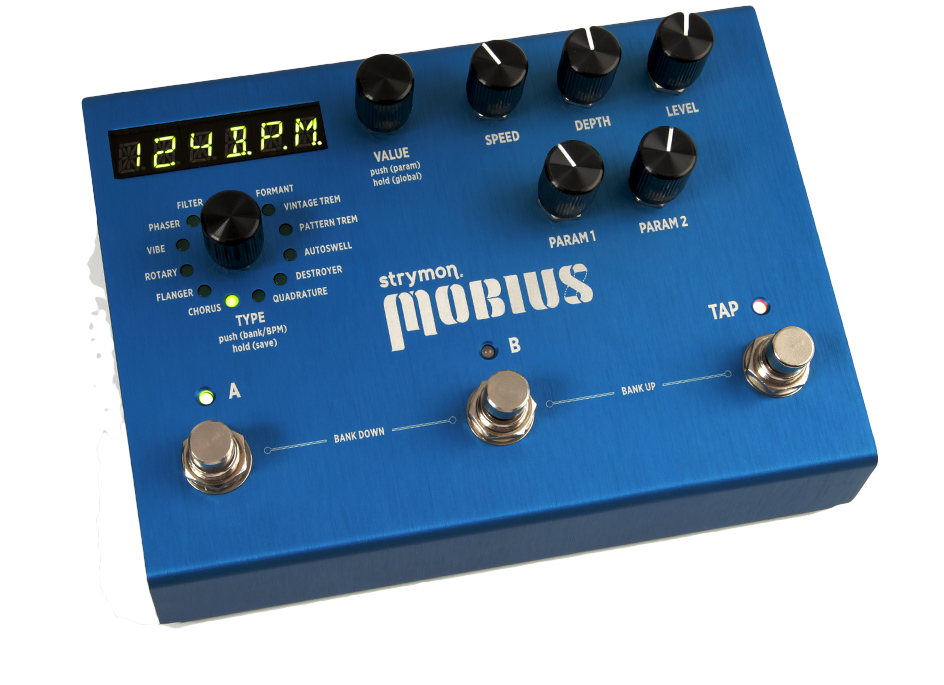 124B.P.M.
VALUE
push (param)
hold (global)
SPEED
DEPTH
LEVEL
PARAM 1
PARAM 2
FILTER
FORMANT
PHASER
VINTAGE TREM
VIBE
PATTERN TREM
ROTARY
AUTOSWELL
FLANGER
DESTROYER
CHORUS
QUADRATURE
TYPE
push (bank/BPM)
hold (save)
strymon.
MOBIUS
TAP
A
B
BANK DOWN
BANK UP